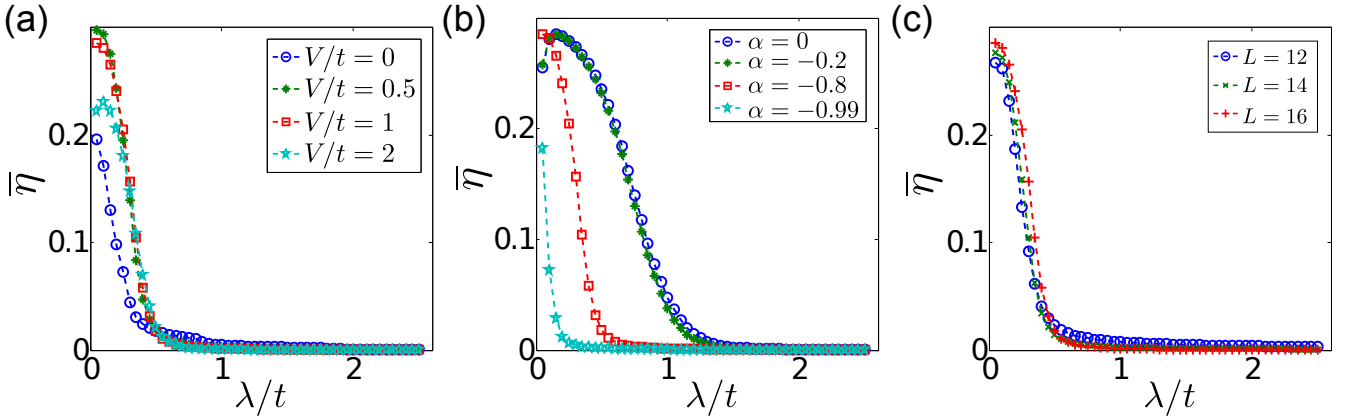 (a)
η̄
0.2
0.1
0
0
1
2
λ/t
V/t = 0
V/t = 0.5
V/t = 1
V/t = 2
(b)
η̄
0.2
0.1
0
0
1
2
λ/t
α = 0
α = −0.2
α = −0.8
α = −0.99
(c)
η̄
0.2
0.1
0
0
1
2
λ/t
L = 12
L = 14
L = 16